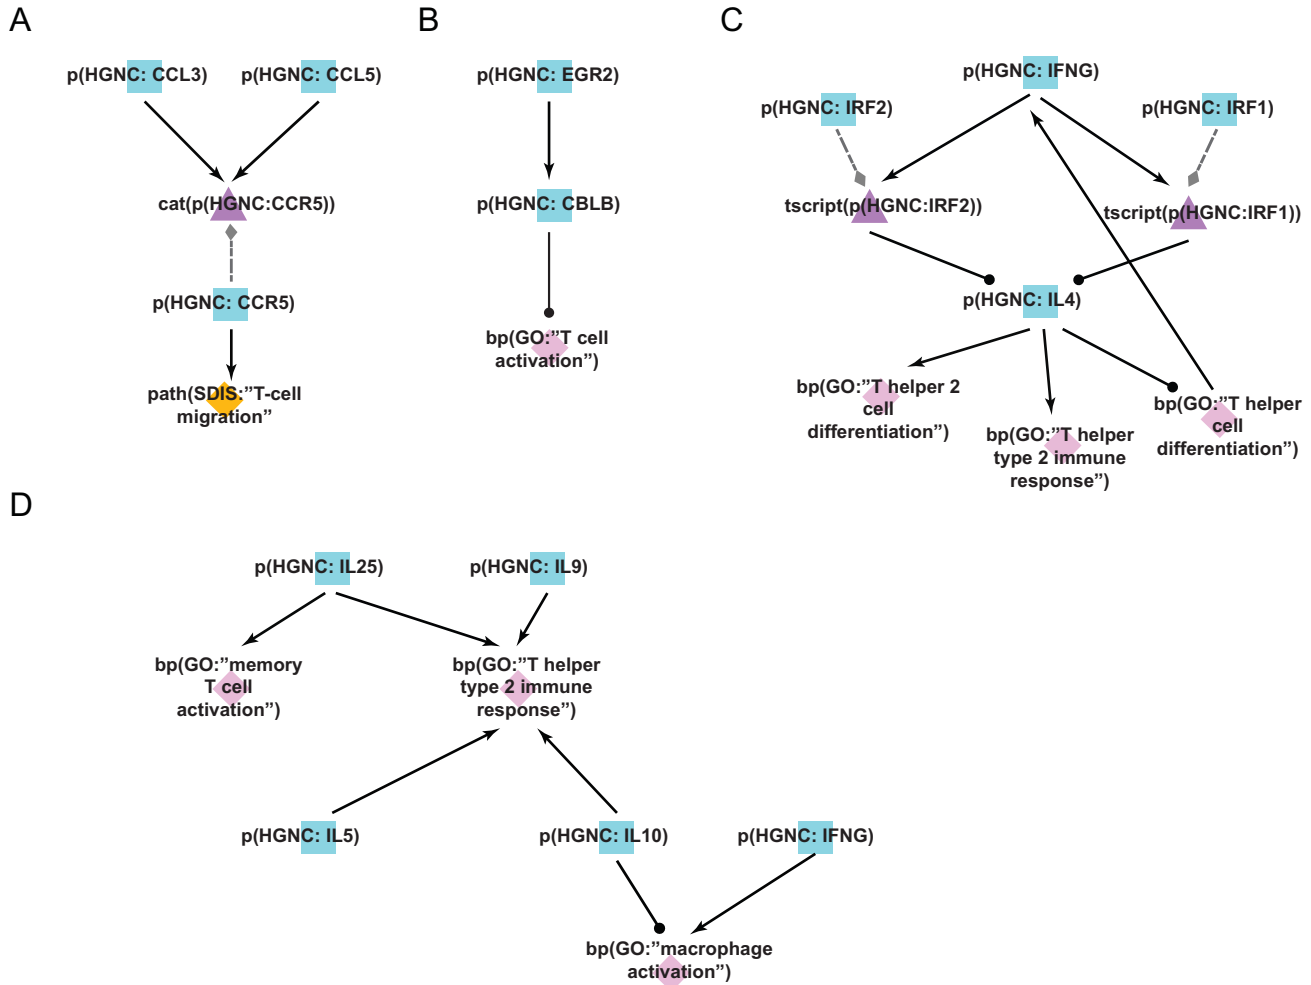 A
B
C
p(HGNC: CCL3)
p(HGNC: CCL5)
cat(p(HGNC:CCR5))
p(HGNC: CCR5)
path(SDIS:”T-cell
migration”
p(HGNC: EGR2)
p(HGNC: CBLB)
bp(GO:”T cell
activation”)
p(HGNC: IFNG)
p(HGNC: IRF2)
p(HGNC: IRF1)
tscript(p(HGNC:IRF2))
tscript(p(HGNC:IRF1))
p(HGNC: IL4)
bp(GO:”T helper 2
cell
differentiation”)
bp(GO:”T helper
type 2 immune
response”)
bp(GO:”T helper
cell
differentiation”)
D
p(HGNC: IL25)
p(HGNC: IL9)
bp(GO:”memory
T cell
activation”)
bp(GO:”T helper
type 2 immune
response”)
p(HGNC: IL5)
p(HGNC: IL10)
p(HGNC: IFNG)
bp(GO:”macrophage
activation”)